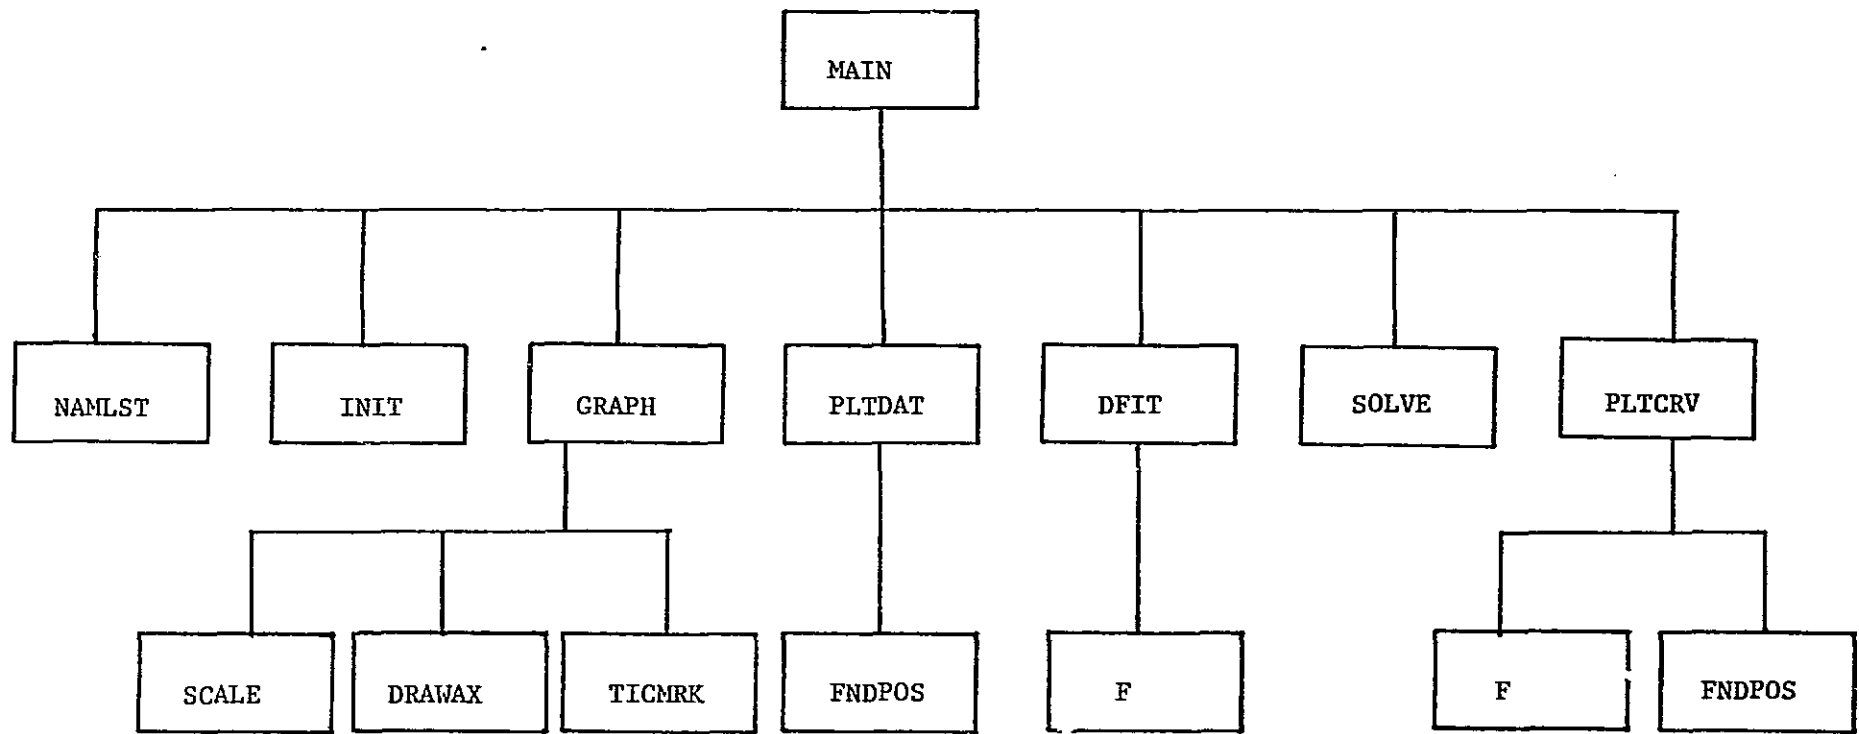 MAIN
NAMLST
INIT
GRAPH
PLTDAT
DFIT
SOLVE
PLTCRV
SCALE
DRAWAX
TICMRK
FNDPOS
F
F
FNDPOS